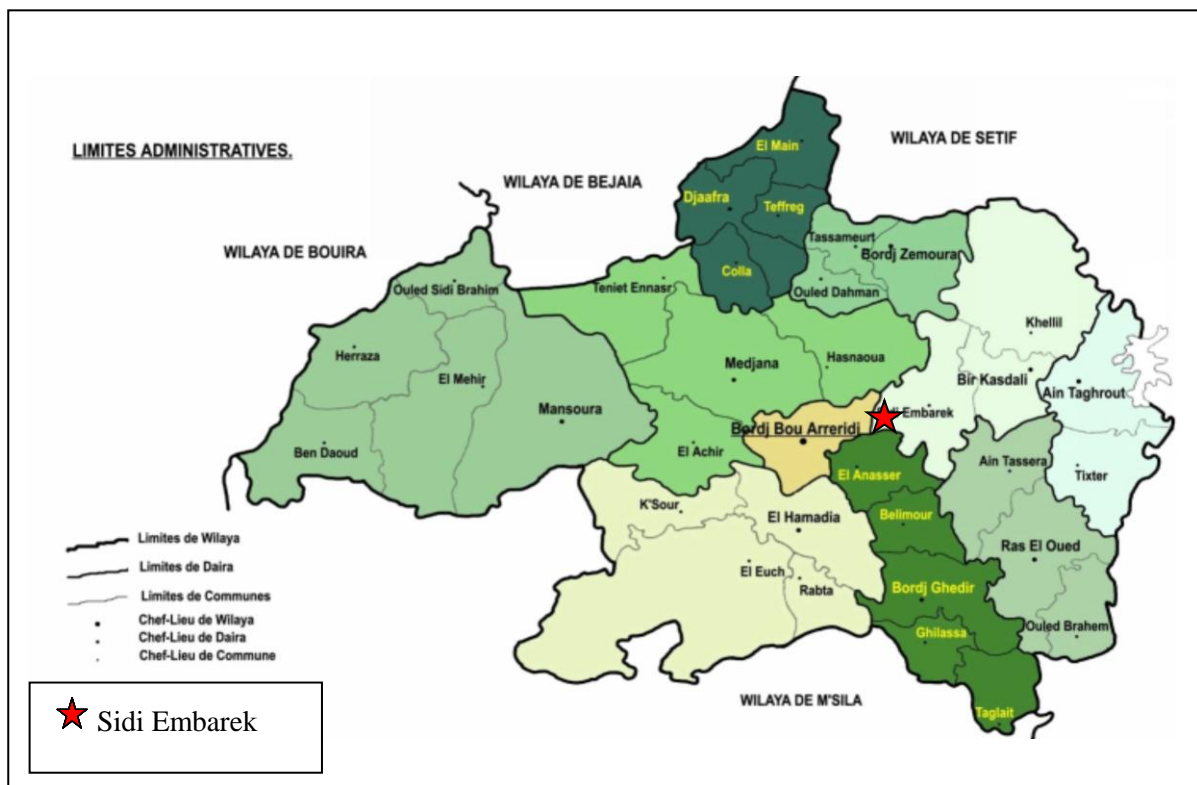 LIMITES ADMINISTRATIVES.
WILAYA DE SETIF
WILAYA DE BEJAIA
WILAYA DE BOUIRA
El Main
Djaafra
Teffreg
Colla
Tassameurt
Bordj Zemoura
Ouled Dahman
Teniet Ennasr
Ouled Sidi Brahim
Khellil
Herraza
Medjana
Hasnaoua
El Mehir
Bir Kasdali
Ain Taghrout
Mansoura
Embarek
Bordj Bou Arreridi
Ben Daoud
El Achir
El Anasser
Ain Tassera
Tixter
K'Sour
El Hamadia
Belimour
Ras El Oued
El Euch
Rabta
Bordj Ghedir
Ghilassa
Ouled Brahem
Taglait
WILAYA DE M'SILA
Limites de Wilaya
Limites de Daira
Limites de Communes
Chef-Lieu de Wilaya
Chef-Lieu de Daira
Chef-Lieu de Commune
Sidi Embarek